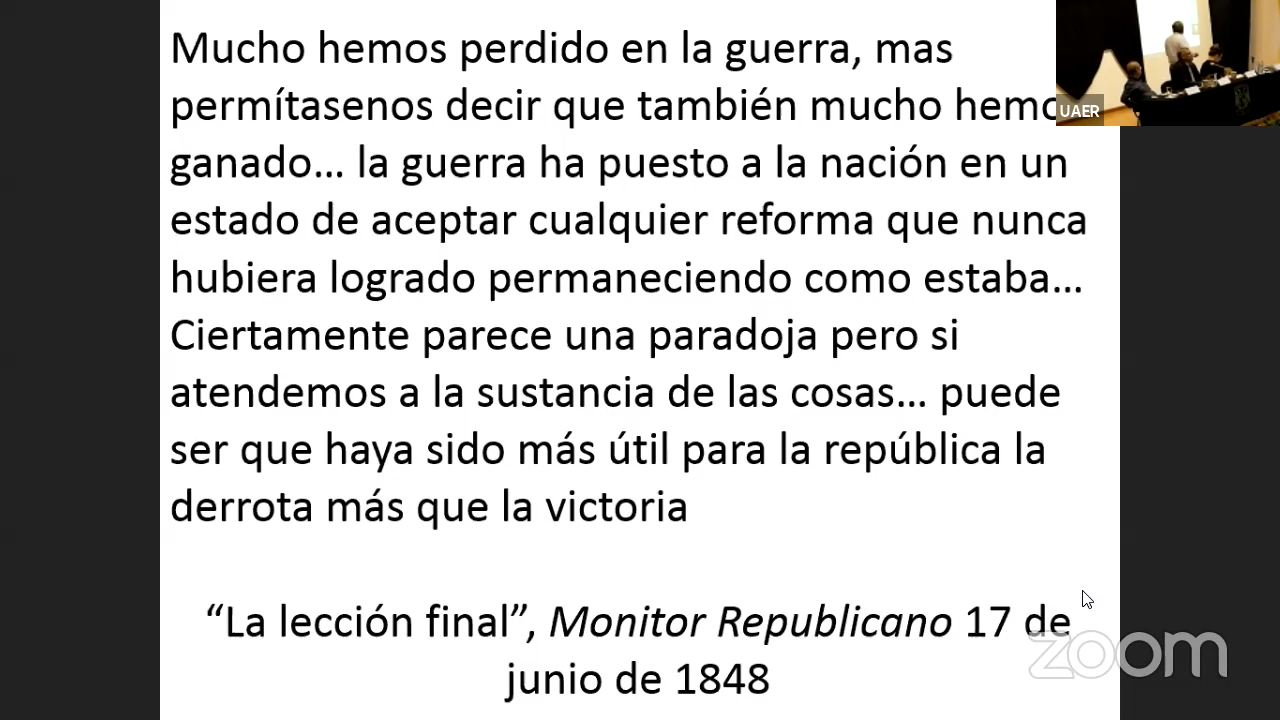 Mucho hemos perdido en la guerra, mas
permítasenos decir que también mucho
ganado... la guerra ha puesto a la nación en un
estado de aceptar cualquier reforma que nunca
hubiera logrado permaneciendo como estaba...
Ciertamente parece una paradoja pero si
atendemos a la sustancia de las cosas... puede
ser que haya sido más útil para la república la
derrota más que la victoria
“La lección final”, Monitor Republicano 17 de
junio de 1848
UAER
zoom